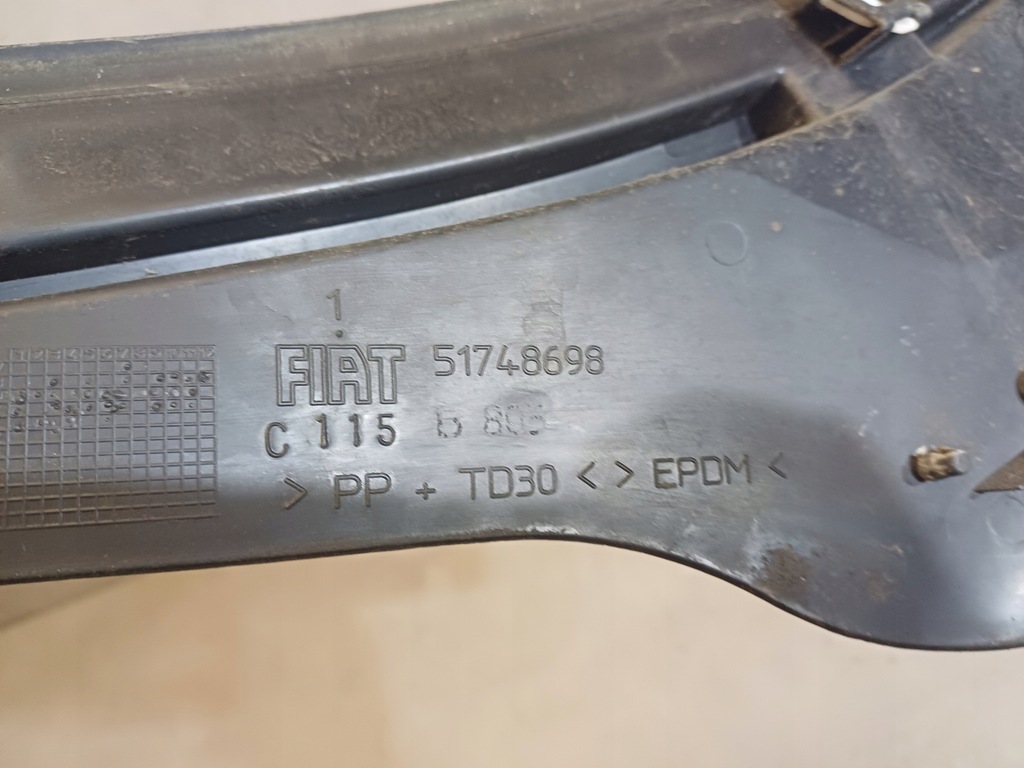 1
FIAT 51748698
C 115
> PP + TD30 < > EPDM <